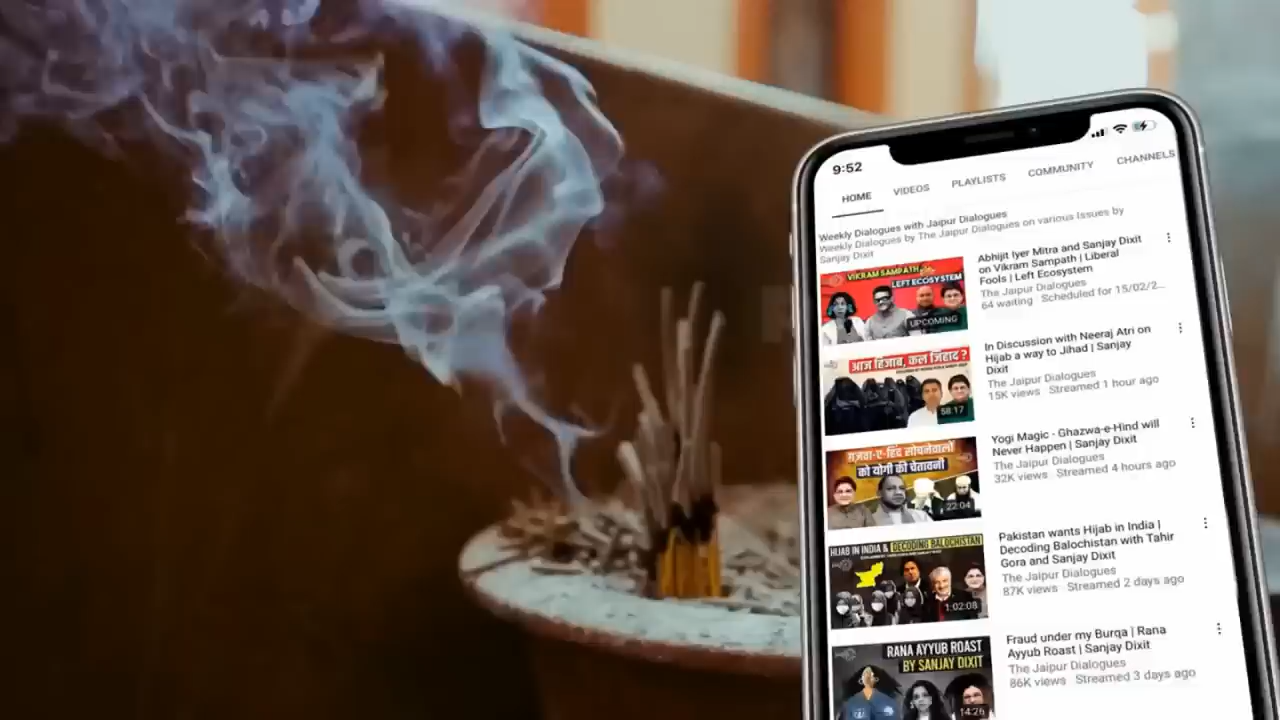 9:52
HOME
VIDEOS
PLAYLISTS
COMMUNITY
CHANNELS
Weekly Dialogues with Jaipur Dialogues
Weekly Dialogues by The Jaipur Dialogues on various Issues by
Sanjay Dixit
VIKRAM SAMPATH
LEFT ECOSYSTEM
UPCOMING
Abhijit Iyer Mitra and Sanjay Dixit
on Vikram Sampath | Liberal
Fools | Left Ecosystem
The Jaipur Dialogues
64 waiting Scheduled for 15/02/2...
आज हिजाब, कल जिहाद ?
58:17
In Discussion with Neeraj Atri on
Hijab a way to Jihad | Sanjay
Dixit
The Jaipur Dialogues
15K views Streamed 1 hour ago
ग़जवा-ए-हिंद सोचनेवालों
को योगी की चेतावनी
22:04
Yogi Magic - Ghazwa-e-Hind will
Never Happen | Sanjay Dixit
The Jaipur Dialogues
32K views Streamed 4 hours ago
HIJAB IN INDIA & DECODING BALOCHISTAN
1:02:08
Pakistan wants Hijab in India |
Decoding Balochistan with Tahir
Gora and Sanjay Dixit
The Jaipur Dialogues
87K views Streamed 2 days ago
RANA AYYUB ROAST
BY SANJAY DIXIT
14:26
Fraud under my Burqa | Rana
Ayyub Roast | Sanjay Dixit
The Jaipur Dialogues
86K views Streamed 3 days ago